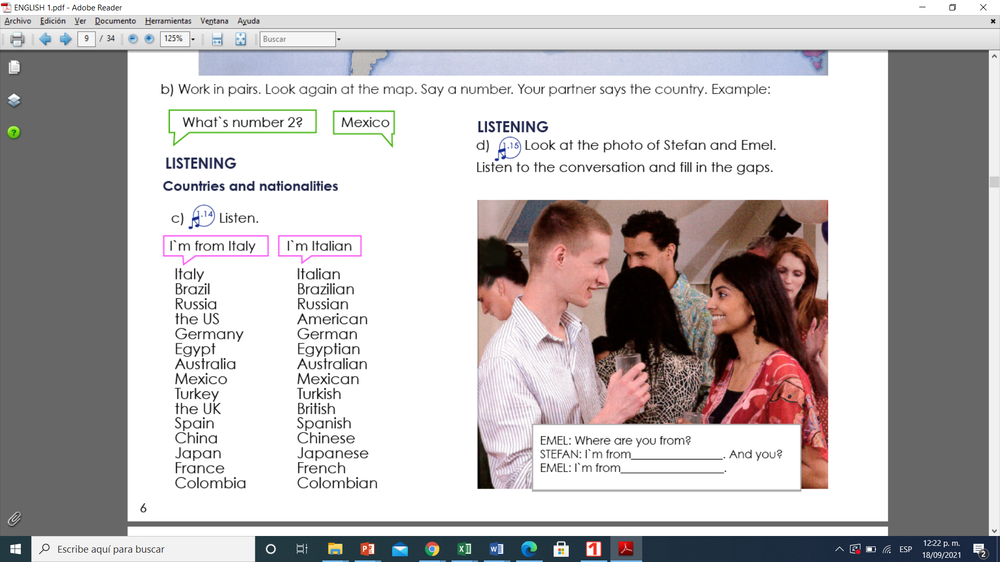 ENGLISH 1.pdf - Adobe Reader
Archivo Edición Ver Documento Herramientas Ventana Ayuda
9 / 34 125% Buscar
b) Work in pairs. Look again at the map. Say a number. Your partner says the country. Example:
What`s number 2? Mexico
LISTENING
Countries and nationalities
c) 1.14 Listen.
I`m from Italy I`m Italian
Italy Italian
Brazil Brazilian
Russia Russian
the US American
Germany German
Egypt Egyptian
Australia Australian
Mexico Mexican
Turkey Turkish
the UK British
Spain Spanish
China Chinese
Japan Japanese
France French
Colombia Colombian
6
LISTENING
d) 1.15 Look at the photo of Stefan and Emel.
Listen to the conversation and fill in the gaps.
EMEL: Where are you from?
STEFAN: I`m from_______________. And you?
EMEL: I`m from_________________.
Escribe aquí para buscar
ESP
12:22 p. m.
18/09/2021
2